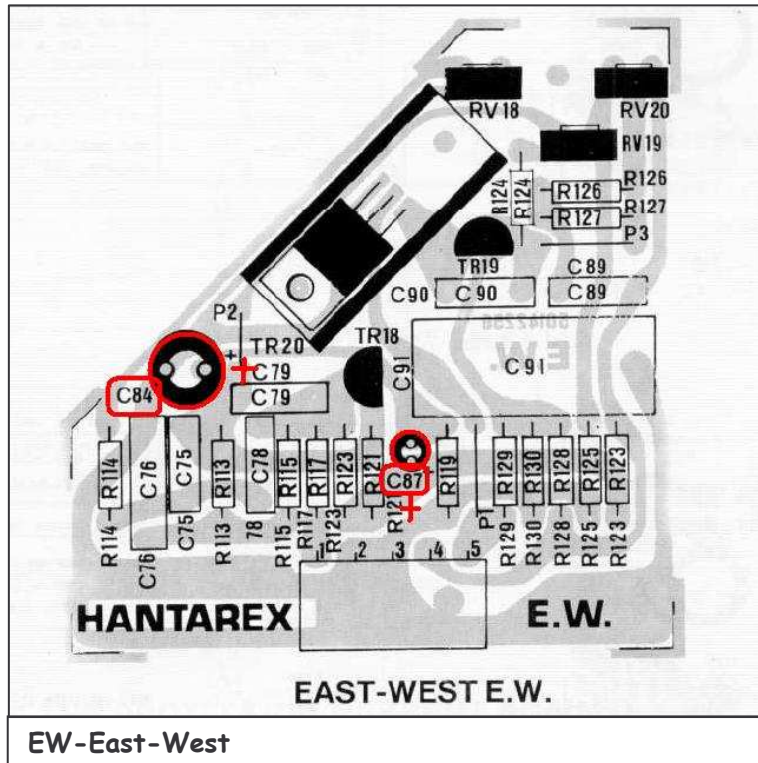 RV18
RV20
RV19
R124
R124
R126
R126
R127
R127
P3
TR19
C90
C90
C89
C89
50142250
E.W.
P2
+
TR20
TR18
+
C79
C79
C91
C91
C84
R114
C76
C75
R113
C78
R115
R117
R123
R121
C87
R119
R129
R130
R128
R125
R123
+
R114
C76
C75
R113
78
R115
R117
R123
R121
P1
R129
R130
R128
R125
R123
1 2 3 4 5
HANTAREX
E.W.
EAST-WEST E.W.
EW-East-West